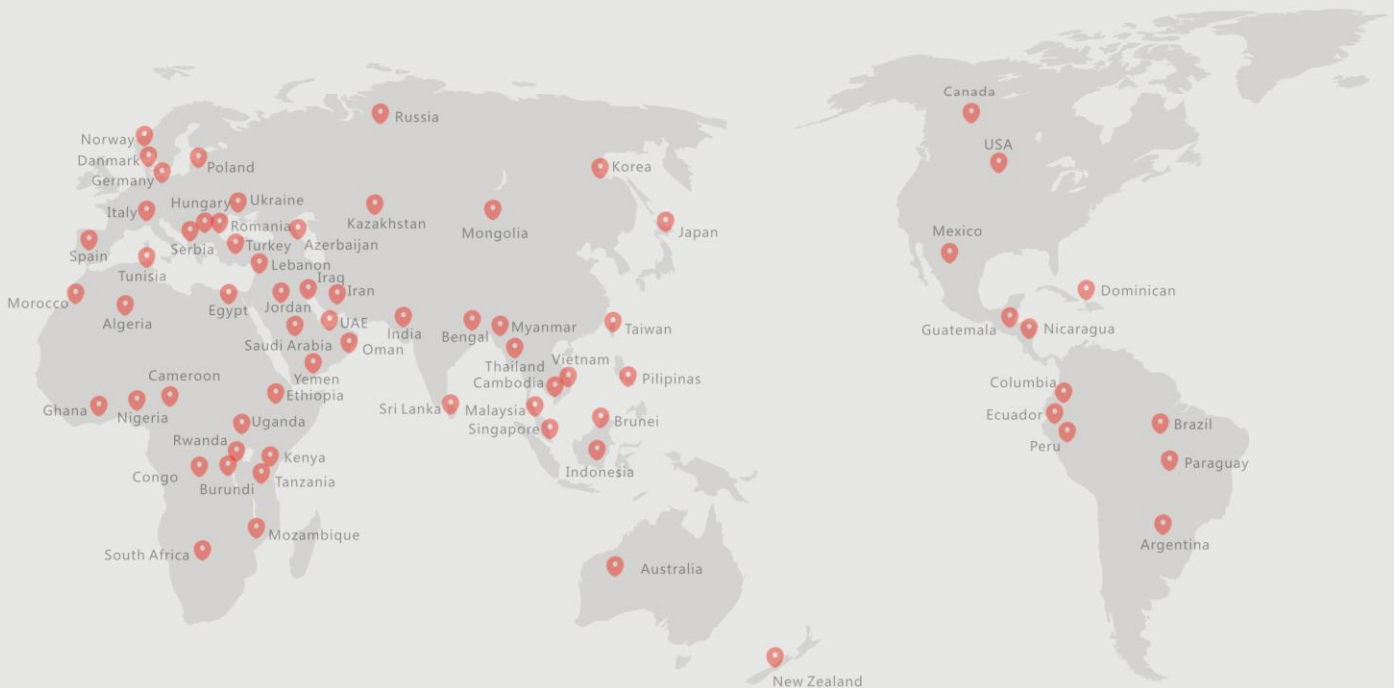 Canada
Russia
Norway
USA
Danmark
Poland
Korea
Germany
Hungary
Ukraine
Italy
Kazakhstan
Romania
Mongolia
Japan
Mexico
Azerbaijan
Serbia
Turkey
Spain
Lebanon
Tunisia
Iraq
Iran
Dominican
Morocco
Jordan
Egypt
Algeria
UAE
India
Bengal
Myanmar
Taiwan
Guatemala
Nicaragua
Saudi Arabia
Oman
Vietnam
Thailand
Cameroon
Yemen
Cambodia
Pilipinas
Columbia
Ethiopia
Ghana
Nigeria
Sri Lanka
Malaysia
Ecuador
Uganda
Singapore
Brunei
Brazil
Rwanda
Peru
Kenya
Paraguay
Indonesia
Congo
Tanzania
Burundi
Mozambique
Argentina
South Africa
Australia
New Zealand